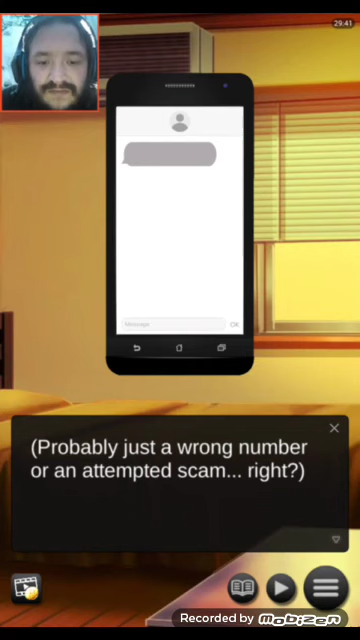 29:41
Message
OK
(Probably just a wrong number
or an attempted scam... right?)
Recorded by mobizen